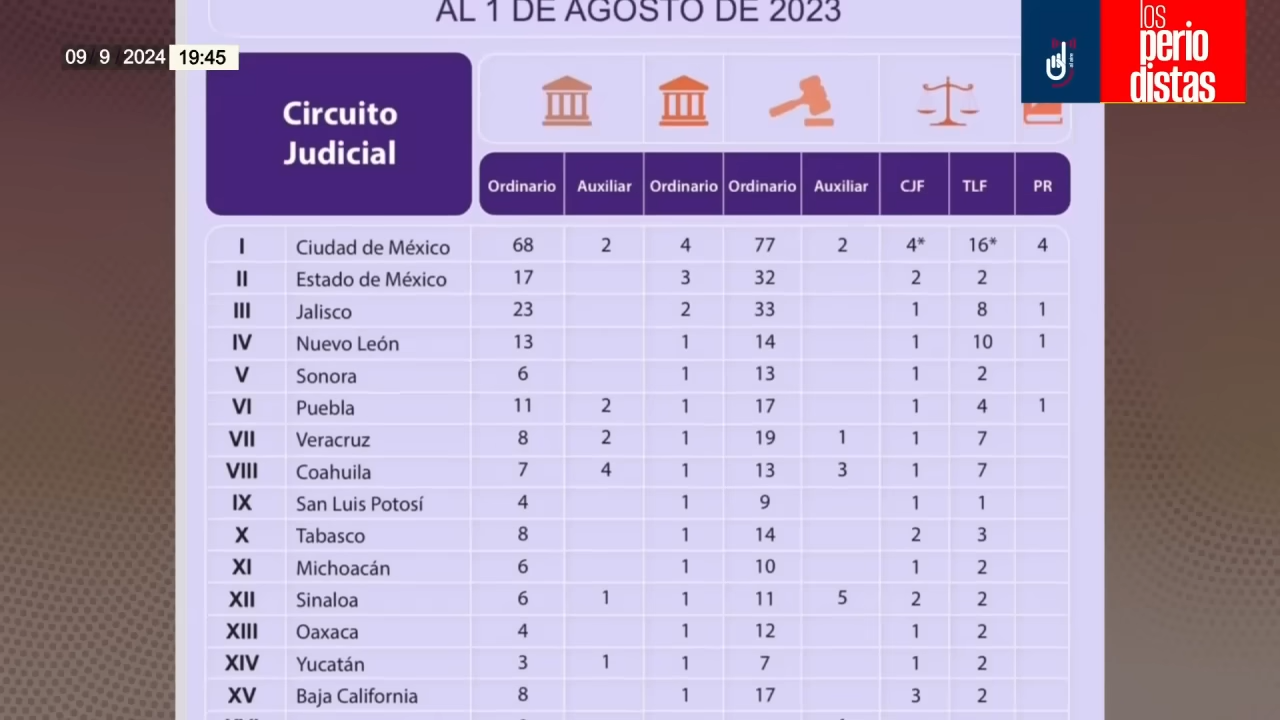 AL 1 DE AGOSTO DE 2023
09 9 2024 19:45
los
perio
distas
Circuito
Judicial
Ordinario Auxiliar Ordinario Ordinario Auxiliar CJF TLF PR
I Ciudad de México 68 2 4 77 2 4* 16* 4
II Estado de México 17 3 32 2 2
III Jalisco 23 2 33 1 8 1
IV Nuevo León 13 1 14 1 10 1
V Sonora 6 1 13 1 2
VI Puebla 11 2 1 17 1 4 1
VII Veracruz 8 2 1 19 1 1 7
VIII Coahuila 7 4 1 13 3 1 7
IX San Luis Potosí 4 1 9 1 1
X Tabasco 8 1 14 2 3
XI Michoacán 6 1 10 1 2
XII Sinaloa 6 1 1 11 5 2 2
XIII Oaxaca 4 1 12 1 2
XIV Yucatán 3 1 1 7 1 2
XV Baja California 8 1 17 3 2